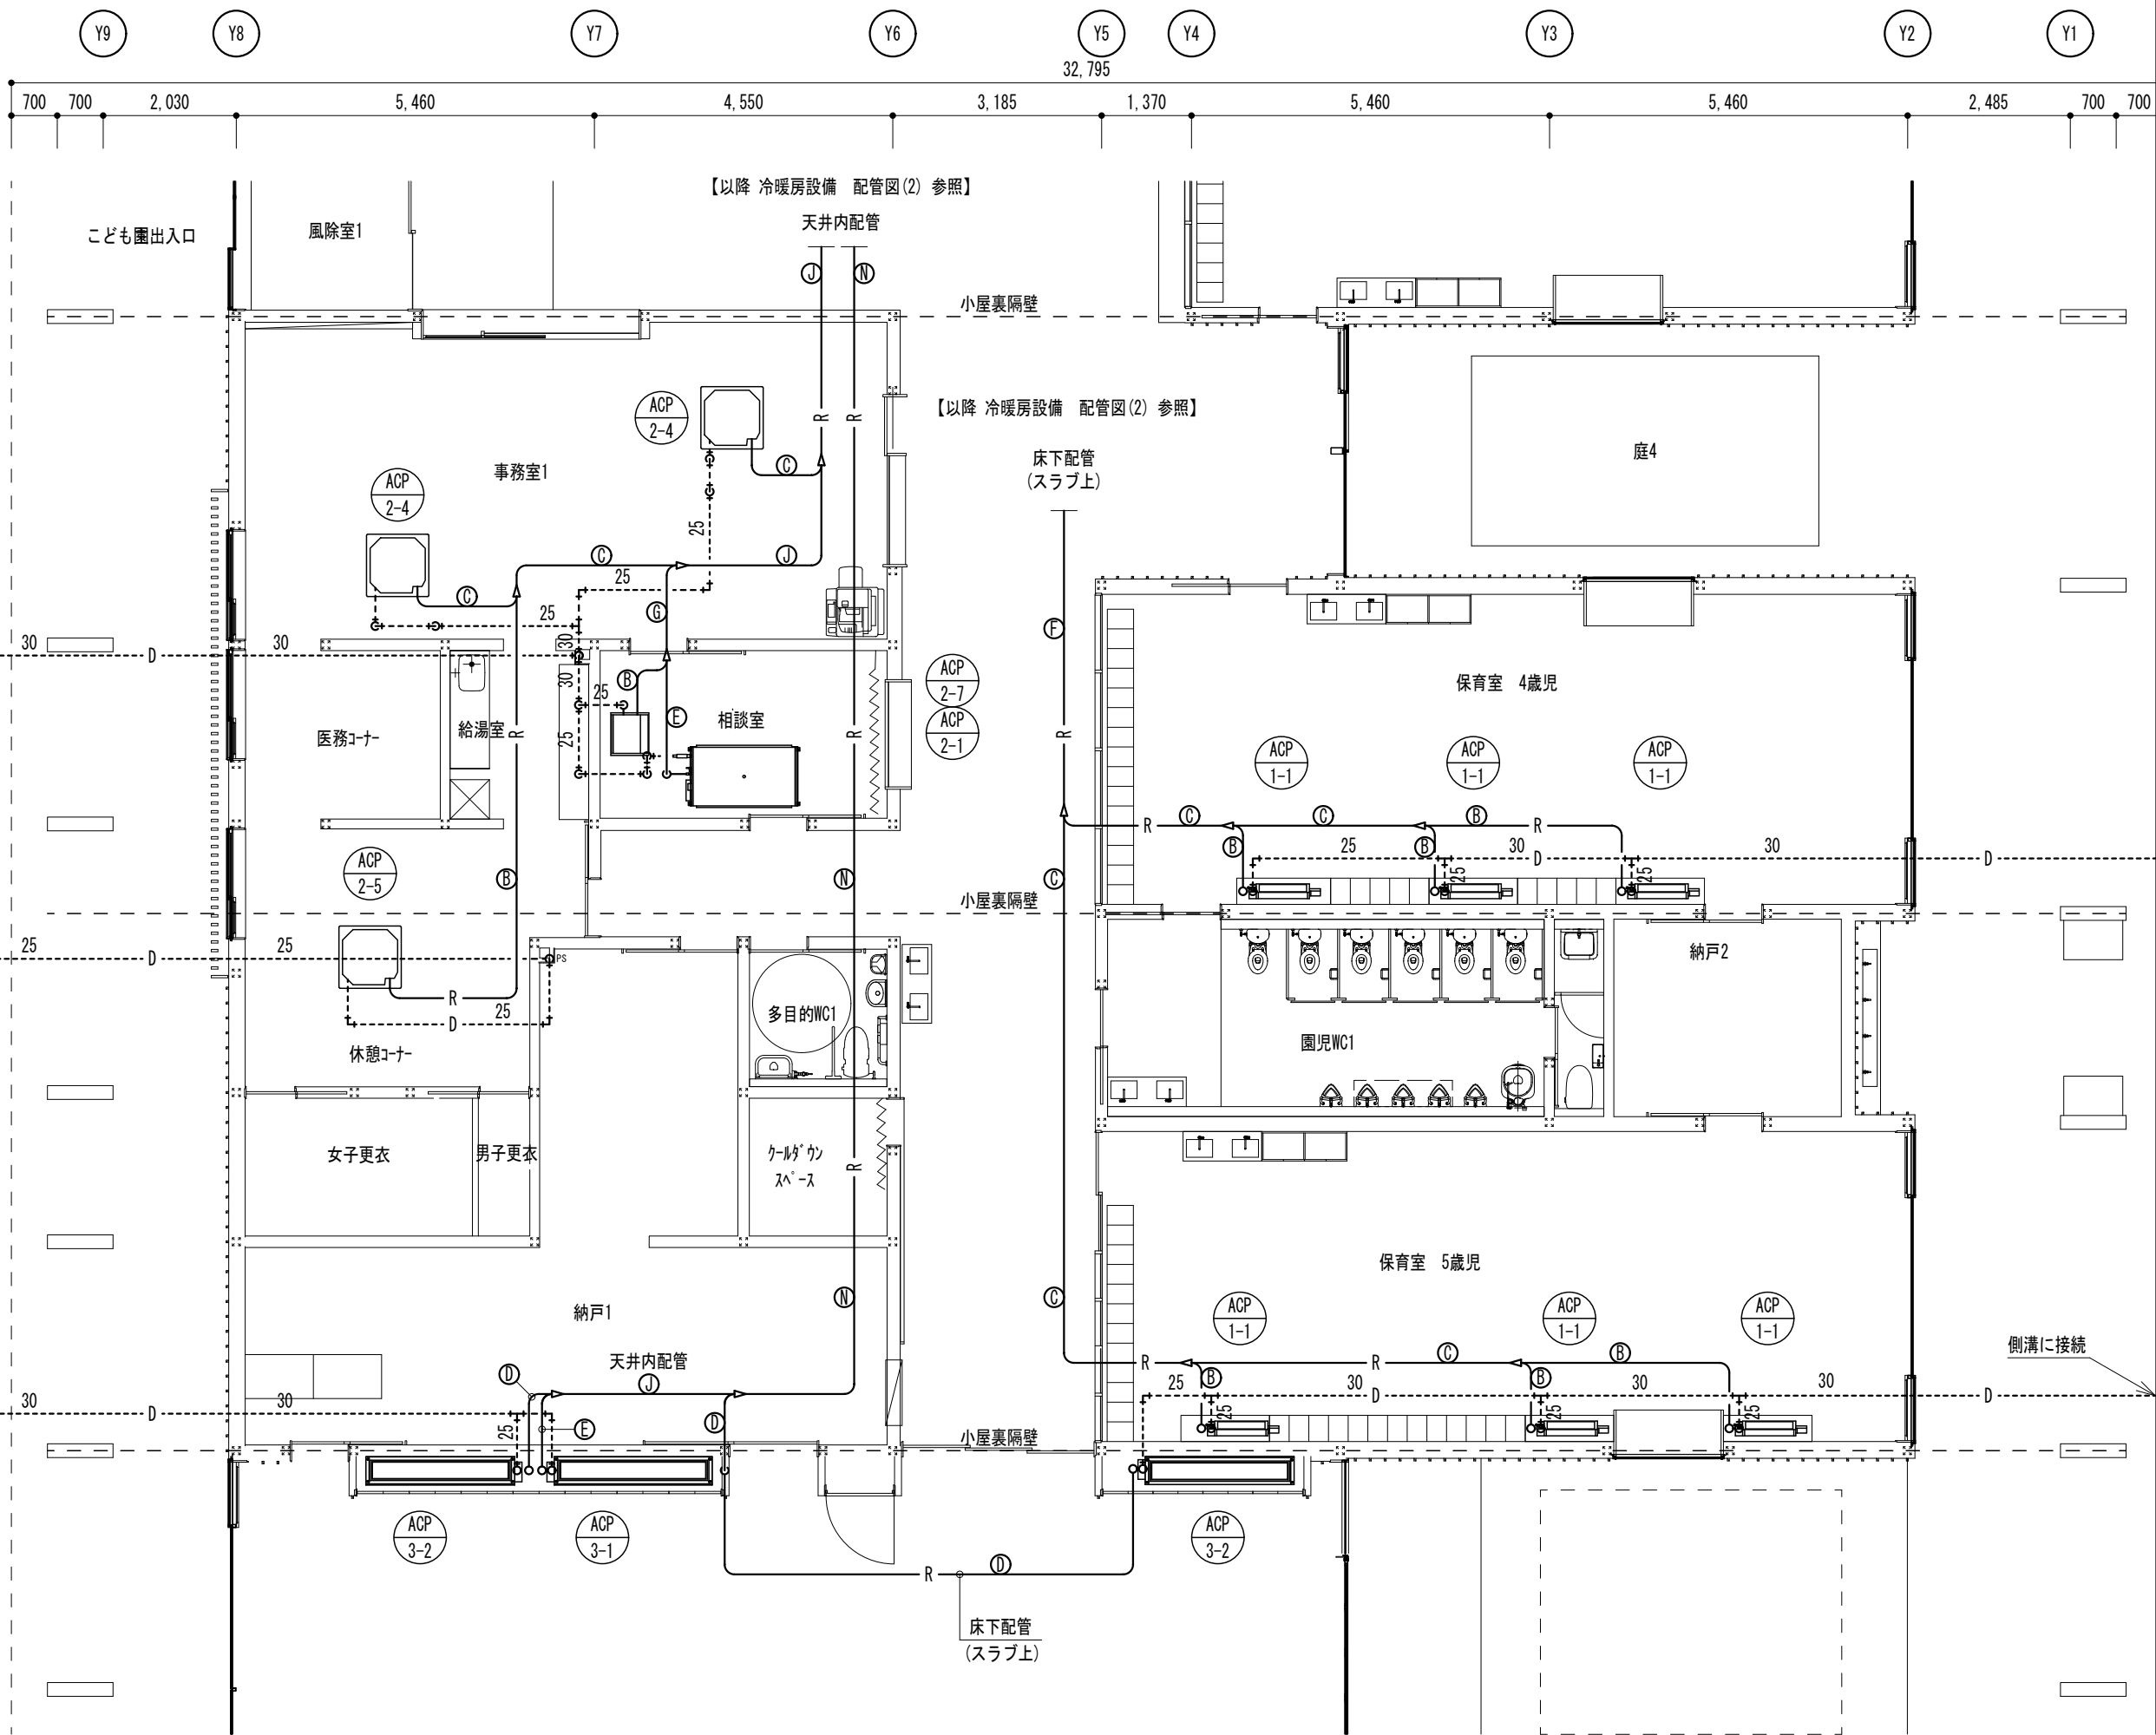 Y9 Y8 Y7 Y6 Y5 Y4 Y3 Y2 Y1
32,795
700 700 2,030 5,460 4,550 3,185 1,370 5,460 5,460 2,485 700 700
【以降 冷暖房設備 配管図(2) 参照】
天井内配管
こども園出入口
風除室1
J N
小屋裏隔壁
ACP
2-4
R R
【以降 冷暖房設備 配管図(2) 参照】
床下配管
(スラブ上)
庭4
事務室1
C
ACP
2-4
25
C J
25
C
25
G
F
30 D 30
30
30
25
B
E
相談室
ACP
2-7
ACP
2-1
保育室 4歳児
医務コーナー
給湯室
R
25
R
R
ACP
1-1
ACP
1-1
ACP
1-1
R C C B R
B B
25 30 D 30 D
25 25
ACP
2-5
B N C
小屋裏隔壁
25 D 25
PS
納戸2
R
25
D
多目的WC1
園児WC1
休憩コーナー
女子更衣
男子更衣
クールダウン
スペース
R
保育室 5歳児
納戸1
N C
ACP
1-1
ACP
1-1
ACP
1-1
側溝に接続
天井内配管
D J
R R C B
25 B 30 D B 30 30 D
25 25 25
30 D 30
25
E
D
小屋裏隔壁
ACP
3-2
ACP
3-1
ACP
3-2
R D
床下配管
(スラブ上)